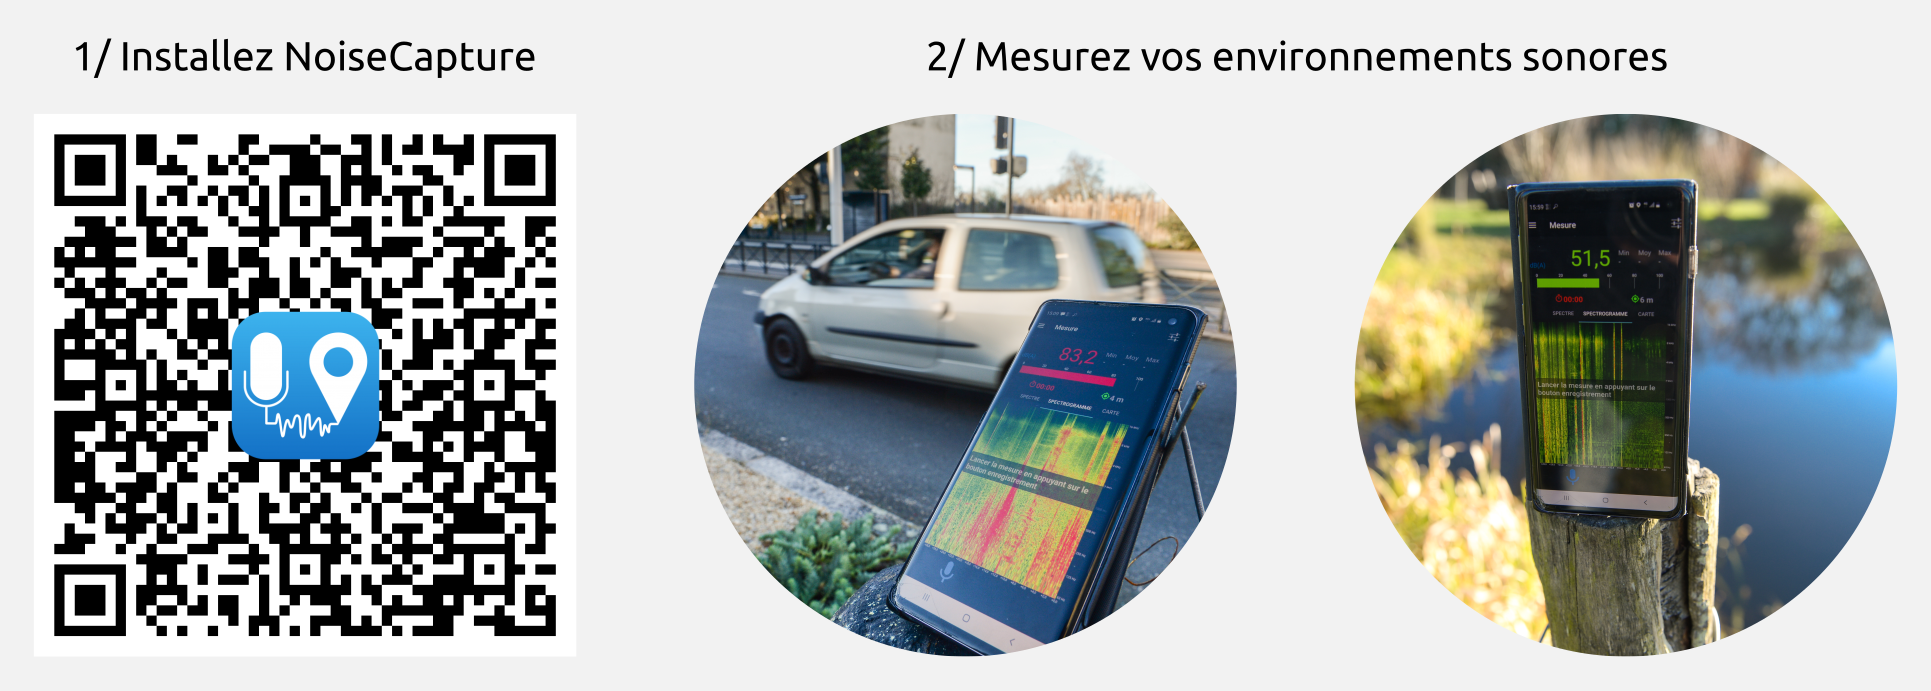 1/ Installez NoiseCapture
2/ Mesurez vos environnements sonores
Mesure
83,2 Min Moy Max
00:00
4 m
SPECTRE SPECTROGRAMME CARTE
Lancer la mesure en appuyant sur le
bouton enregistrement
15:59
Mesure
51,5 Min Moy Max
00:00 6 m
SPECTRE SPECTROGRAMME CARTE
Lancer la mesure en appuyant sur le
bouton enregistrement